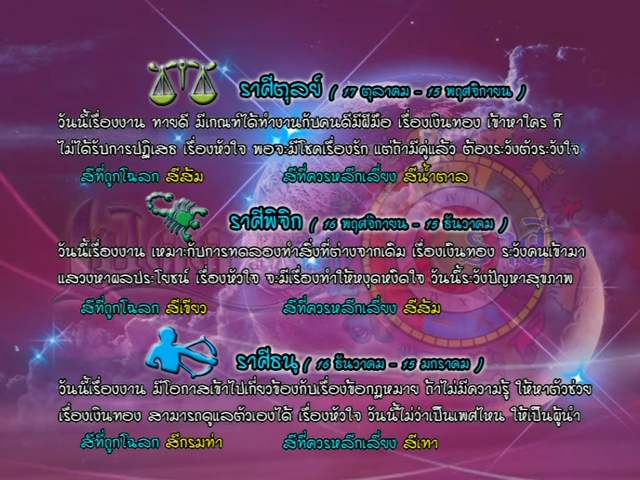 ราศีตุลย์ ( 17 ตุลาคม - 15 พฤศจิกายน )
วันนี้เรื่องงาน ทายดี มีเกณฑ์ได้ทำงานกับคนดีมีฝีมือ เรื่องเงินทอง เข้าหาใคร ก็
ไม่ได้รับการปฏิเสธ เรื่องหัวใจ พอจะมีโชคเรื่องรัก แต่ถ้ามีคู่แล้ว ต้องระวังตัวระวังใจ
สีที่ถูกโฉลก สีส้ม สีที่ควรหลีกเลี่ยง สีน้ำตาล
ราศีพิจิก ( 16 พฤศจิกายน - 15 ธันวาคม )
วันนี้เรื่องงาน เหมาะกับการทดลองทำสิ่งที่ต่างจากเดิม เรื่องเงินทอง ระวังคนเข้ามา
แสวงหาผลประโยชน์ เรื่องหัวใจ จะมีเรื่องทำให้หงุดหงิดใจ วันนี้ระวังปัญหาสุขภาพ
สีที่ถูกโฉลก สีเขียว สีที่ควรหลีกเลี่ยง สีส้ม
ราศีธนู ( 16 ธันวาคม - 15 มกราคม )
วันนี้เรื่องงาน มีโอกาสเข้าไปเกี่ยวข้องกับเรื่องข้อกฎหมาย ถ้าไม่มีความรู้ ให้หาตัวช่วย
เรื่องเงินทอง สามารถดูแลตัวเองได้ เรื่องหัวใจ วันนี้ไม่ว่าเป็นเพศไหน ให้เป็นผู้นำ
สีที่ถูกโฉลก สีกรมท่า สีที่ควรหลีกเลี่ยง สีเทา